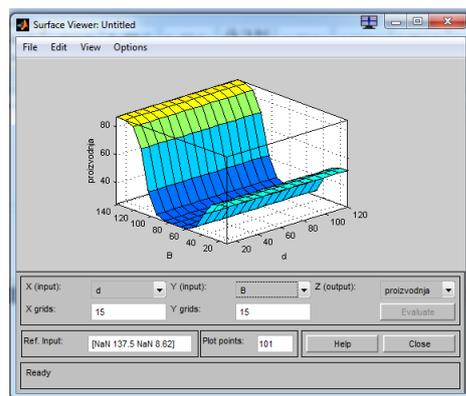 Surface Viewer: Untitled
File Edit View Options
80
60
40
proizvodnja
140 120 100 80 60 40 20
B
20 40 60 80 100 120
d
X (input): d Y (input): B Z (output): proizvodnja
X grids: 15 Y grids: 15 Evaluate
Ref. Input: [NaN 137.5 NaN 8.62] Plot points: 101 Help Close
Ready